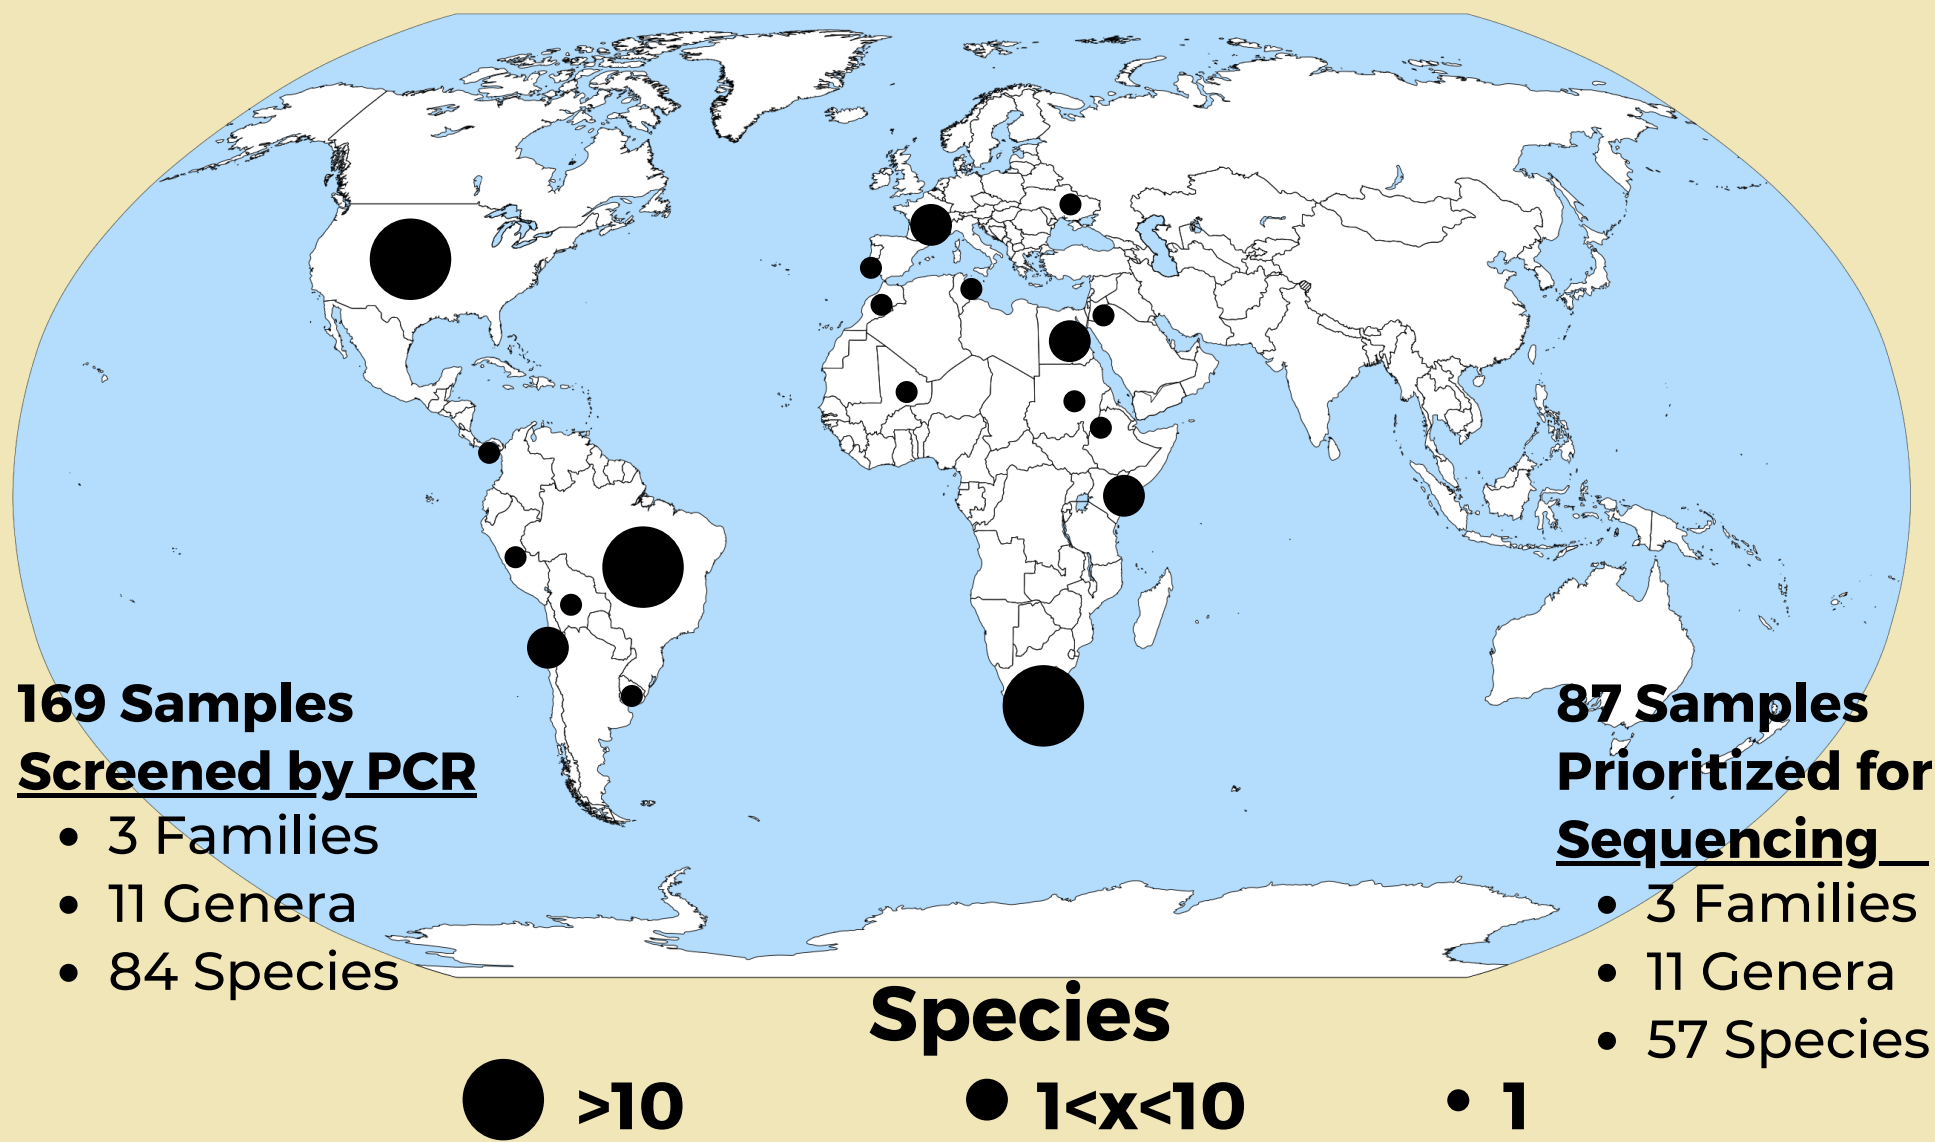 169 Samples
Screened by PCR
• 3 Families
• 11 Genera
• 84 Species
87 Samples
Prioritized for
Sequencing
• 3 Families
• 11 Genera
• 57 Species
Species
>10
1<x<10
1